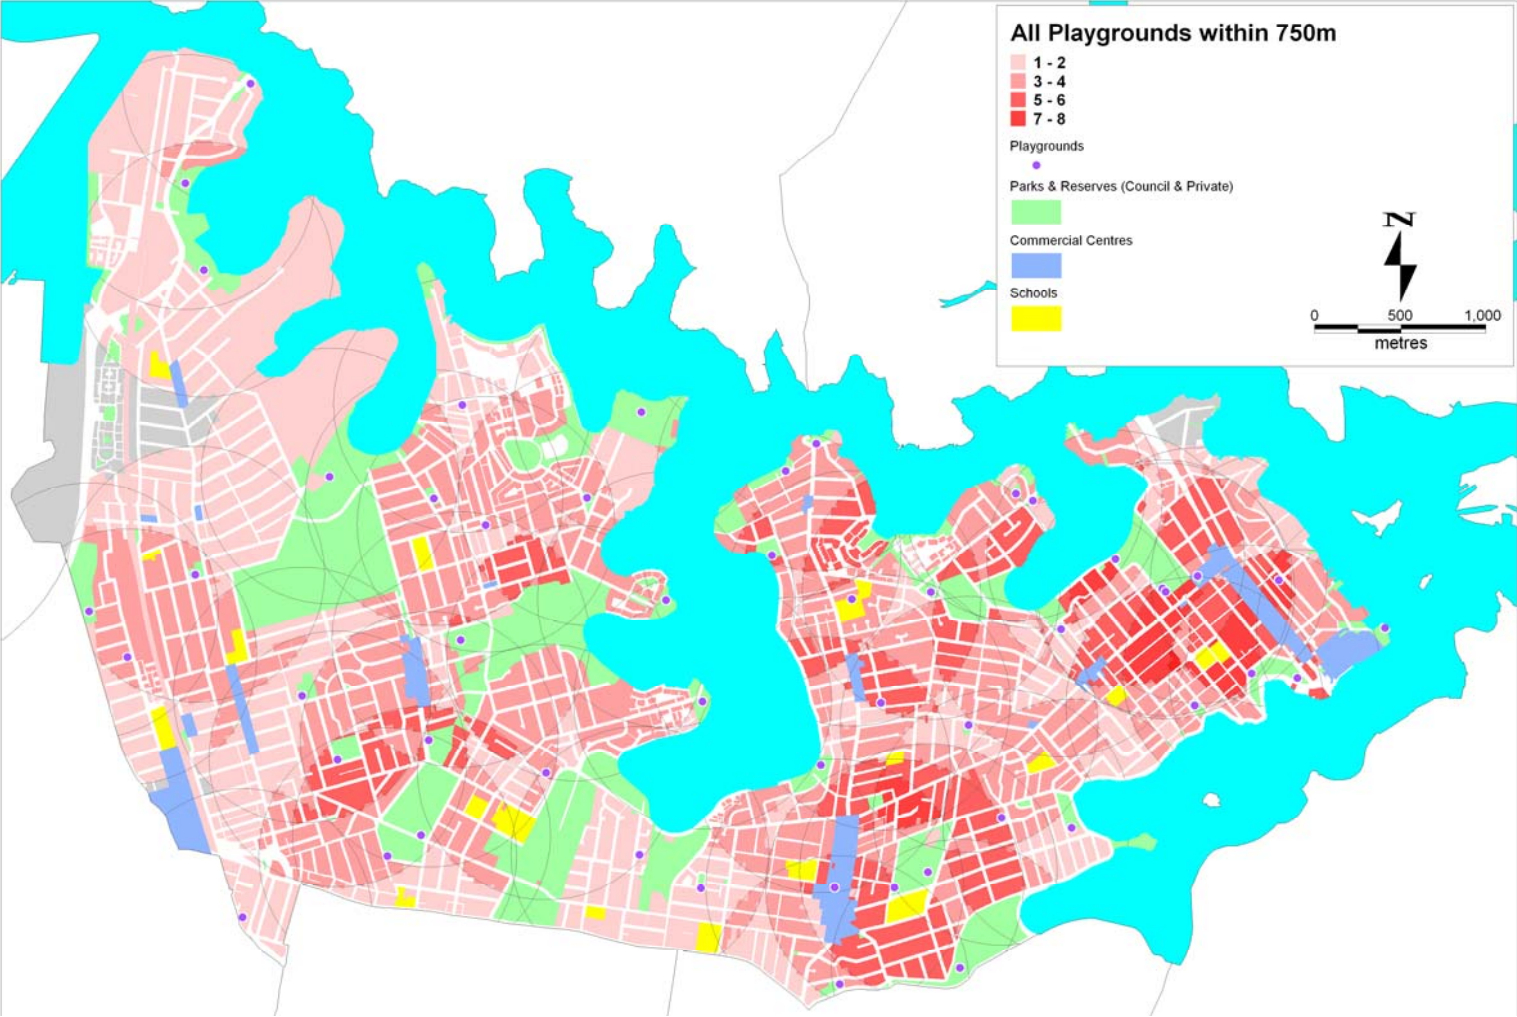 All Playgrounds within 750m
1 - 2
3 - 4
5 - 6
7 - 8
Playgrounds
Parks & Reserves (Council & Private)
Commercial Centres
Schools
N
0 500 1,000
metres